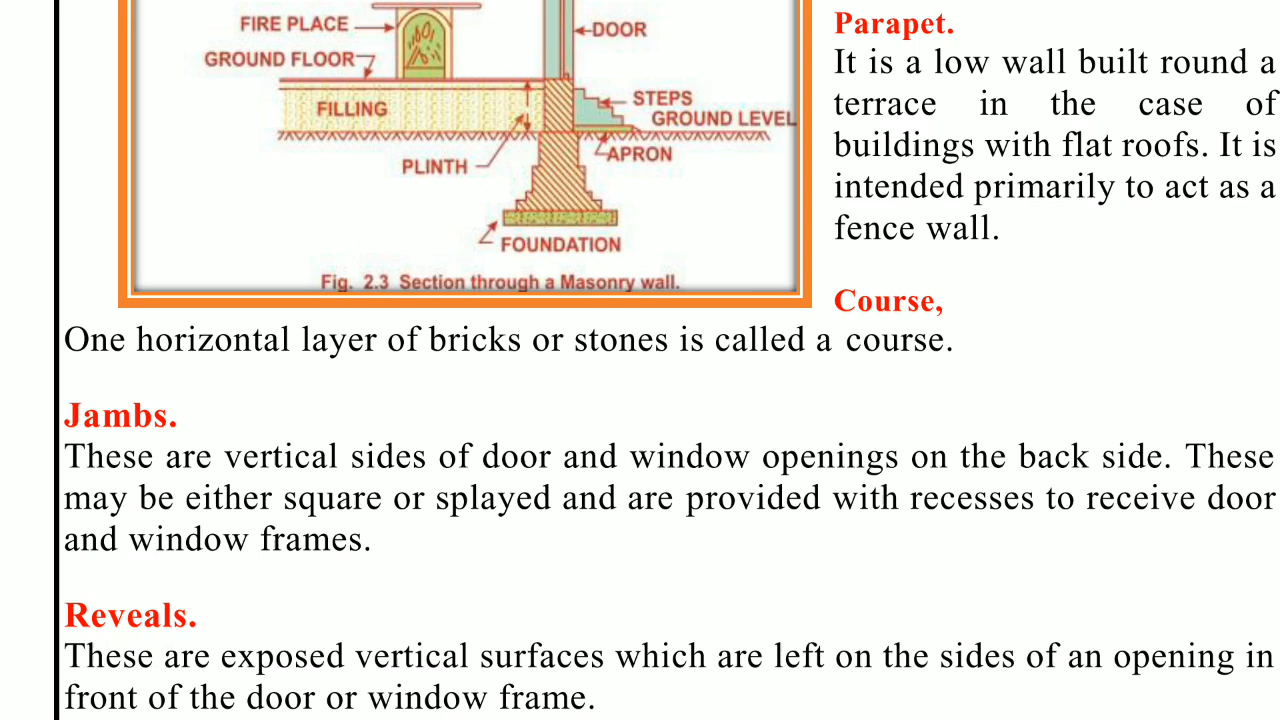 FIRE PLACE
DOOR
GROUND FLOOR
FILLING
STEPS
GROUND LEVEL
PLINTH
APRON
FOUNDATION
Fig. 2.3 Section through a Masonry wall.
Parapet.
It is a low wall built round a
terrace in the case of
buildings with flat roofs. It is
intended primarily to act as a
fence wall.
Course,
One horizontal layer of bricks or stones is called a course.
Jambs.
These are vertical sides of door and window openings on the back side. These
may be either square or splayed and are provided with recesses to receive door
and window frames.
Reveals.
These are exposed vertical surfaces which are left on the sides of an opening in
front of the door or window frame.